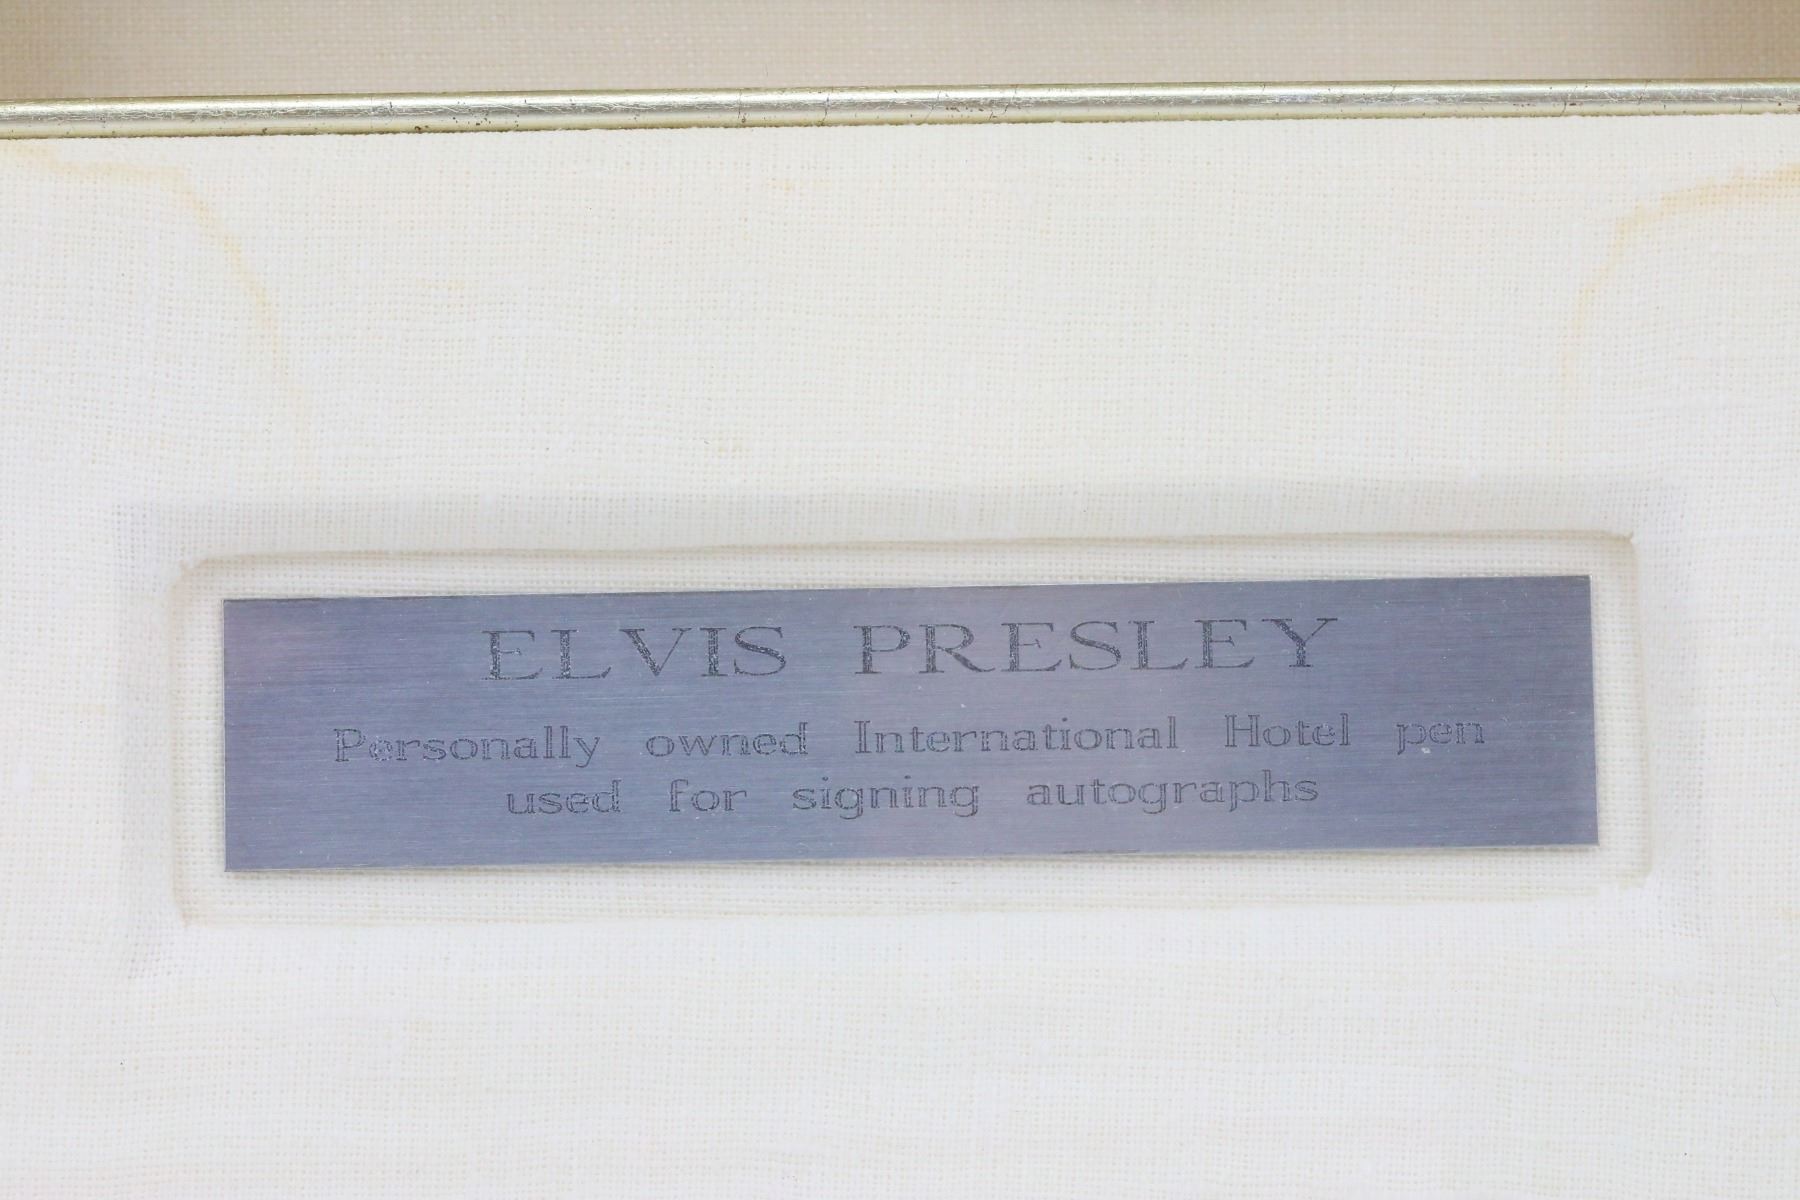 ELVIS PRESLEY
Personally owned International Hotel pen
used for signing autographs